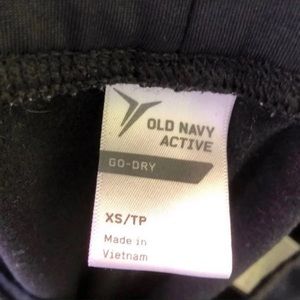 OLD NAVY
ACTIVE
GO-DRY
XS/TP
Made in
Vietnam